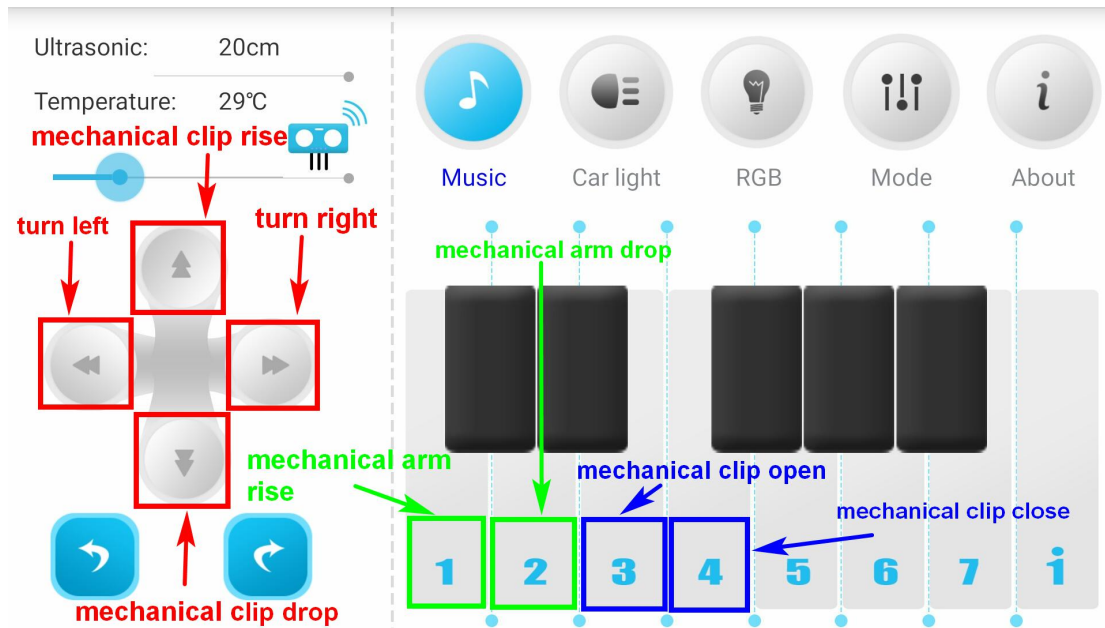 Ultrasonic: 20cm
Temperature: 29℃
mechanical clip rise
turn left
turn right
mechanical clip drop
Music Car light RGB Mode About
mechanical arm drop
mechanical arm
rise
mechanical clip open
mechanical clip close
1 2 3 4 5 6 7 i